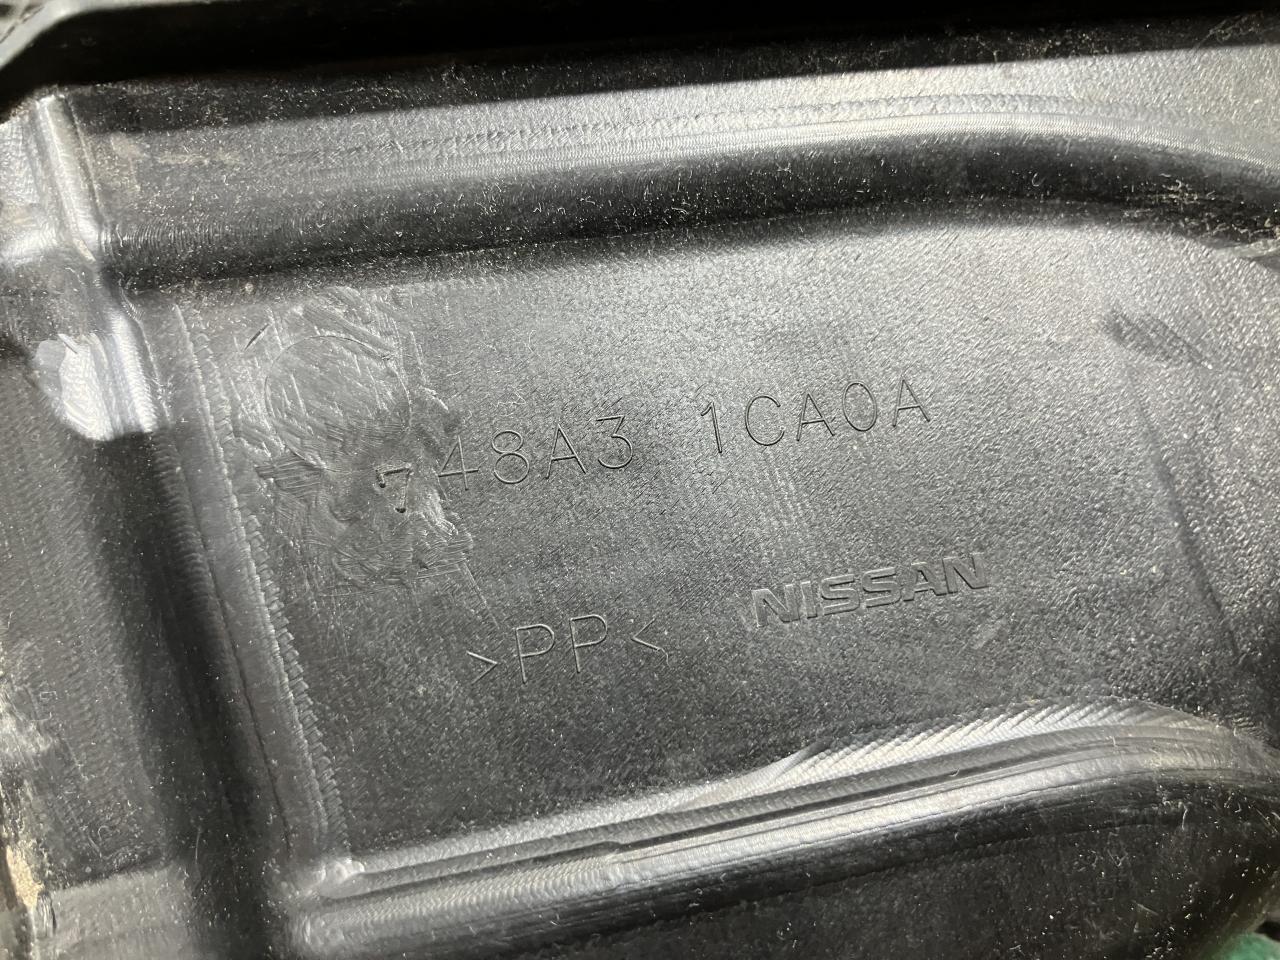 748A3 1CA0A
NISSAN
>PP<